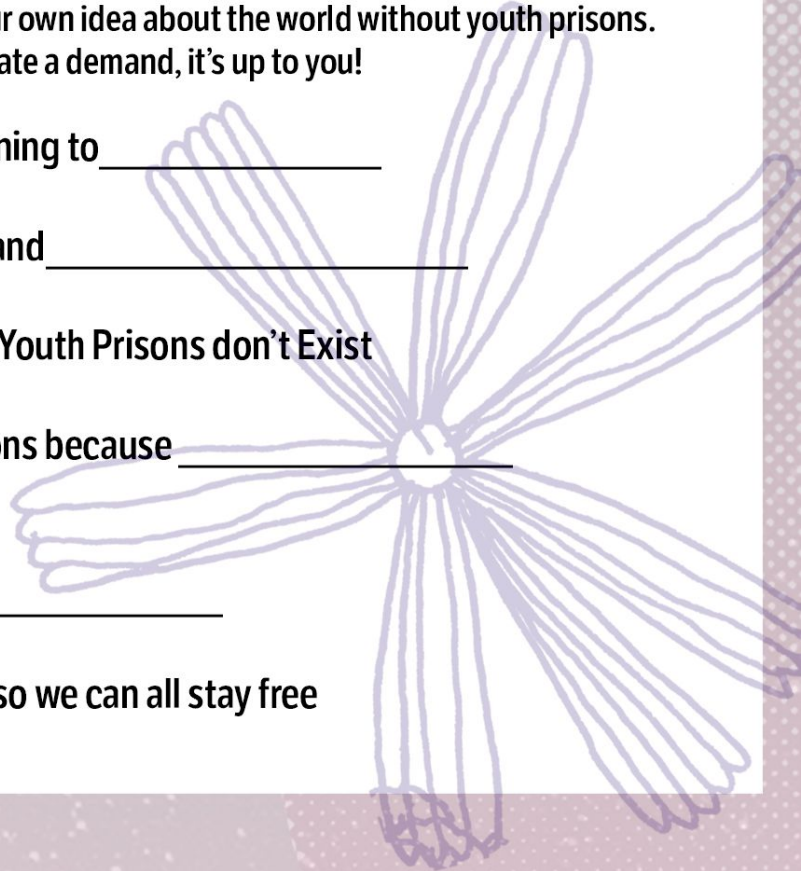 r own idea about the world without youth prisons.
ate a demand, it's up to you!
ning to
and
Youth Prisons don't Exist
ns because
so we can all stay free